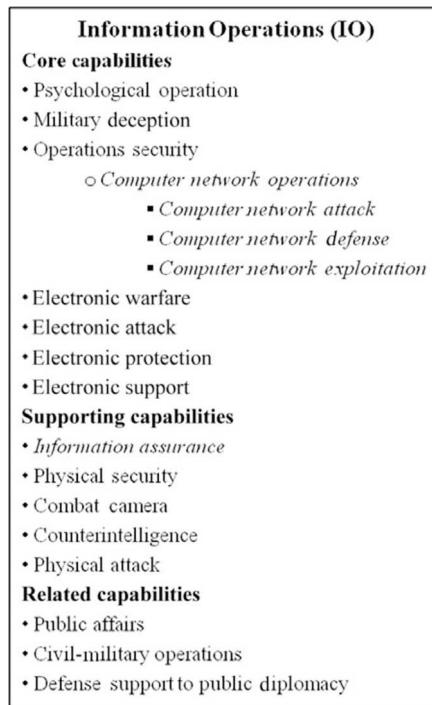 Information Operations (IO)
Core capabilities
• Psychological operation
• Military deception
• Operations security
o Computer network operations
▪ Computer network attack
▪ Computer network defense
▪ Computer network exploitation
• Electronic warfare
• Electronic attack
• Electronic protection
• Electronic support
Supporting capabilities
• Information assurance
• Physical security
• Combat camera
• Counterintelligence
• Physical attack
Related capabilities
• Public affairs
• Civil-military operations
• Defense support to public diplomacy